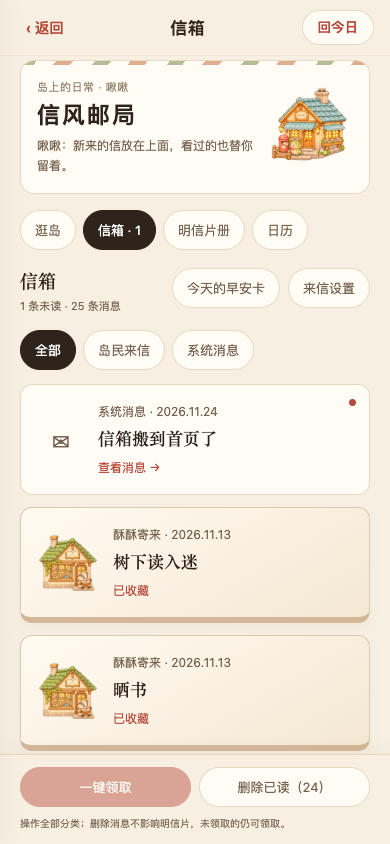 ‹ 返回
信箱
回今日
岛上的日常 · 啾啾
信风邮局
啾啾：新来的信放在上面，看过的也替你
留着。
逛岛
信箱 · 1
明信片册
日历
信箱
1 条未读 · 25 条消息
今天的早安卡
来信设置
全部
岛民来信
系统消息
系统消息 · 2026.11.24
信箱搬到首页了
查看消息 →
酥酥寄来 · 2026.11.13
树下读入迷
已收藏
酥酥寄来 · 2026.11.13
晒书
已收藏
一键领取
删除已读（24）
操作全部分类；删除消息不影响明信片，未领取的仍可领取。